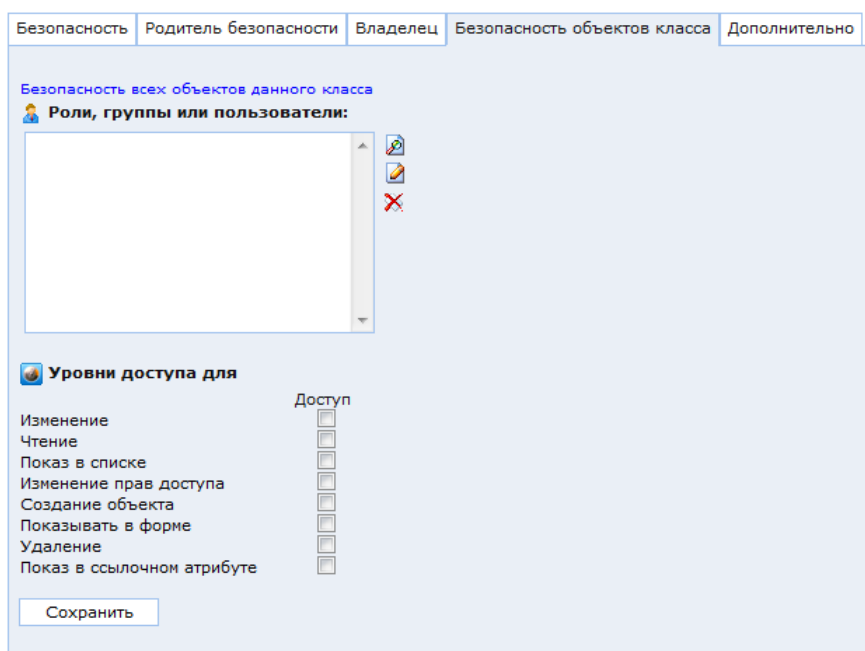 Безопасность Родитель безопасности Владелец Безопасность объектов класса Дополнительно
Безопасность всех объектов данного класса
Роли, группы или пользователи:
Уровни доступа для
Доступ
Изменение
Чтение
Показ в списке
Изменение прав доступа
Создание объекта
Показывать в форме
Удаление
Показ в ссылочном атрибуте
Сохранить